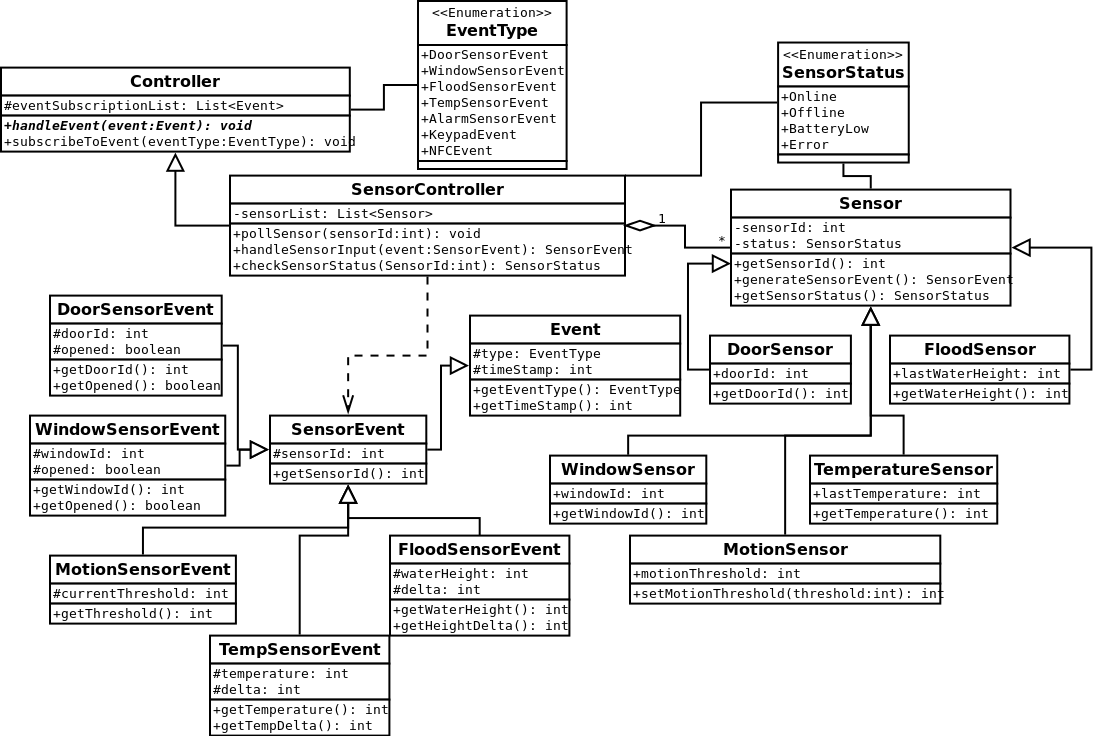 <<Enumeration>>
EventType
+DoorSensorEvent
+WindowSensorEvent
+FloodSensorEvent
+TempSensorEvent
+AlarmSensorEvent
+KeypadEvent
+NFCEvent
<<Enumeration>>
SensorStatus
+Online
+Offline
+BatteryLow
+Error
Controller
#eventSubscriptionList: List<Event>
+handleEvent(event:Event): void
+subscribeToEvent(eventType:EventType): void
SensorController
-sensorList: List<Sensor>
+pollSensor(sensorId:int): void
+handleSensorInput(event:SensorEvent): SensorEvent
+checkSensorStatus(SensorId:int): SensorStatus
1
*
Sensor
-sensorId: int
-status: SensorStatus
+getSensorId(): int
+generateSensorEvent(): SensorEvent
+getSensorStatus(): SensorStatus
DoorSensorEvent
#doorId: int
#opened: boolean
+getDoorId(): int
+getOpened(): boolean
Event
#type: EventType
#timeStamp: int
+getEventType(): EventType
+getTimeStamp(): int
DoorSensor
+doorId: int
+getDoorId(): int
FloodSensor
+lastWaterHeight: int
+getWaterHeight(): int
WindowSensorEvent
#windowId: int
#opened: boolean
+getWindowId(): int
+getOpened(): boolean
SensorEvent
#sensorId: int
+getSensorId(): int
WindowSensor
+windowId: int
+getWindowId(): int
TemperatureSensor
+lastTemperature: int
+getTemperature(): int
MotionSensorEvent
#currentThreshold: int
+getThreshold(): int
FloodSensorEvent
#waterHeight: int
#delta: int
+getWaterHeight(): int
+getHeightDelta(): int
MotionSensor
+motionThreshold: int
+setMotionThreshold(threshold:int): int
TempSensorEvent
#temperature: int
#delta: int
+getTemperature(): int
+getTempDelta(): int